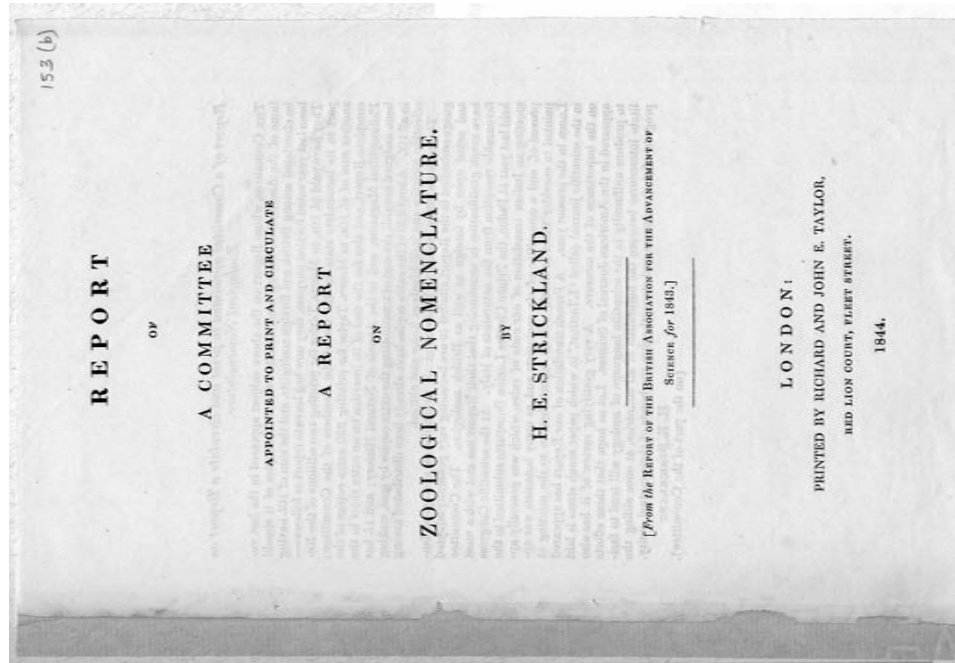 153 (b)
REPORT
OF
A COMMITTEE
APPOINTED TO PRINT AND CIRCULATE
A REPORT
ON
ZOOLOGICAL NOMENCLATURE.
BY
H. E. STRICKLAND.
[From the REPORT OF THE BRITISH ASSOCIATION FOR THE ADVANCEMENT OF
SCIENCE for 1843.]
LONDON:
PRINTED BY RICHARD AND JOHN E. TAYLOR,
RED LION COURT, FLEET STREET.
1844.